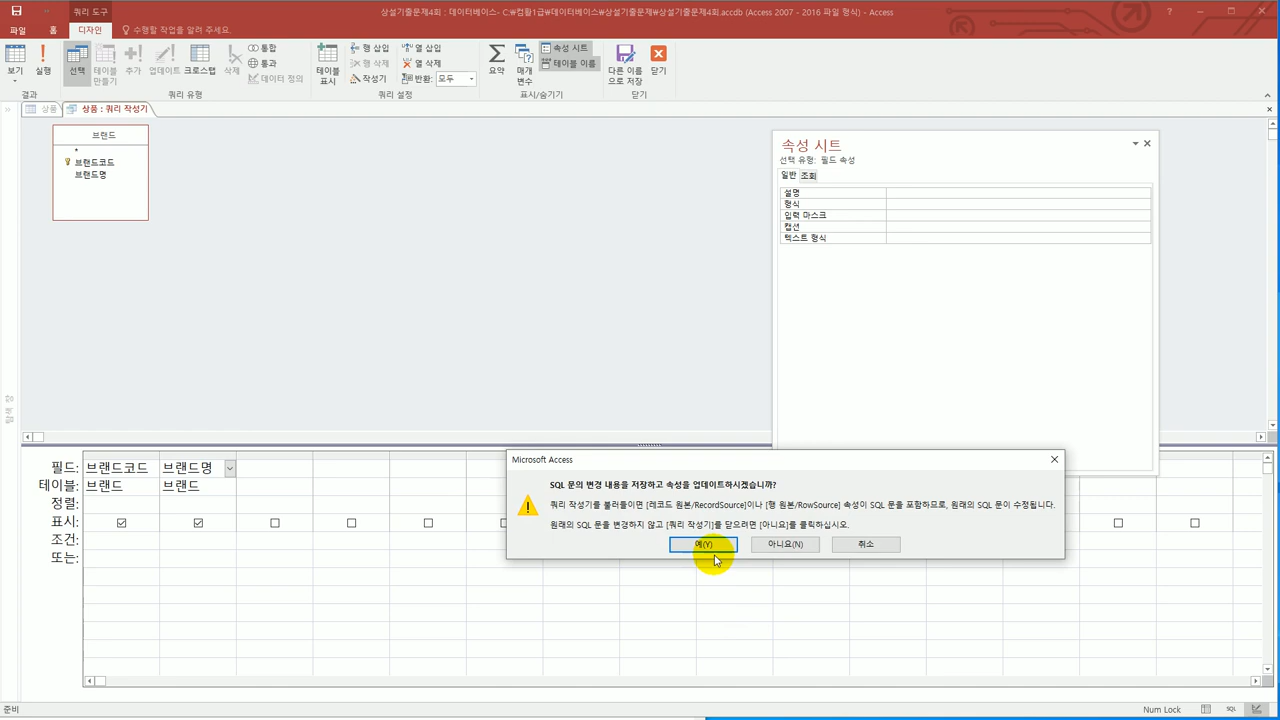 쿼리 도구
상설기출문제4회 : 데이터베이스- C:₩컴활1급₩데이터베이스₩상설기출문제₩상설기출문제4회.accdb (Access 2007 - 2016 파일 형식) - Access
?
파일 홈 디자인 수행할 작업을 알려 주세요.
보기
실행
선택
테이블
만들기
추가
업데이트
크로스탭
삭제
통합
통과
데이터 정의
테이블
표시
행 삽입
행 삭제
작성기
열 삽입
열 삭제
반환: 모두
요약
매개
변수
속성 시트
테이블 이름
다른 이름
으로 저장
닫기
결과
쿼리 유형
쿼리 설정
표시/숨기기
닫기
상품
상품 : 쿼리 작성기
브랜드
*
브랜드코드
브랜드명
탐색 창
속성 시트
선택 유형: 필드 속성
일반 조회
설명
형식
입력 마스크
캡션
텍스트 형식
필드: 브랜드코드 브랜드명
테이블: 브랜드 브랜드
정렬:
표시:
조건:
또는:
Microsoft Access
SQL 문의 변경 내용을 저장하고 속성을 업데이트하시겠습니까?
쿼리 작성기를 불러들이면 [레코드 원본/RecordSource]이나 [행 원본/RowSource] 속성이 SQL 문을 포함하므로, 원래의 SQL 문이 수정됩니다.
원래의 SQL 문을 변경하지 않고 [쿼리 작성기]를 닫으려면 [아니요]를 클릭하십시오.
예(Y) 아니요(N) 취소
준비
Num Lock
SQL